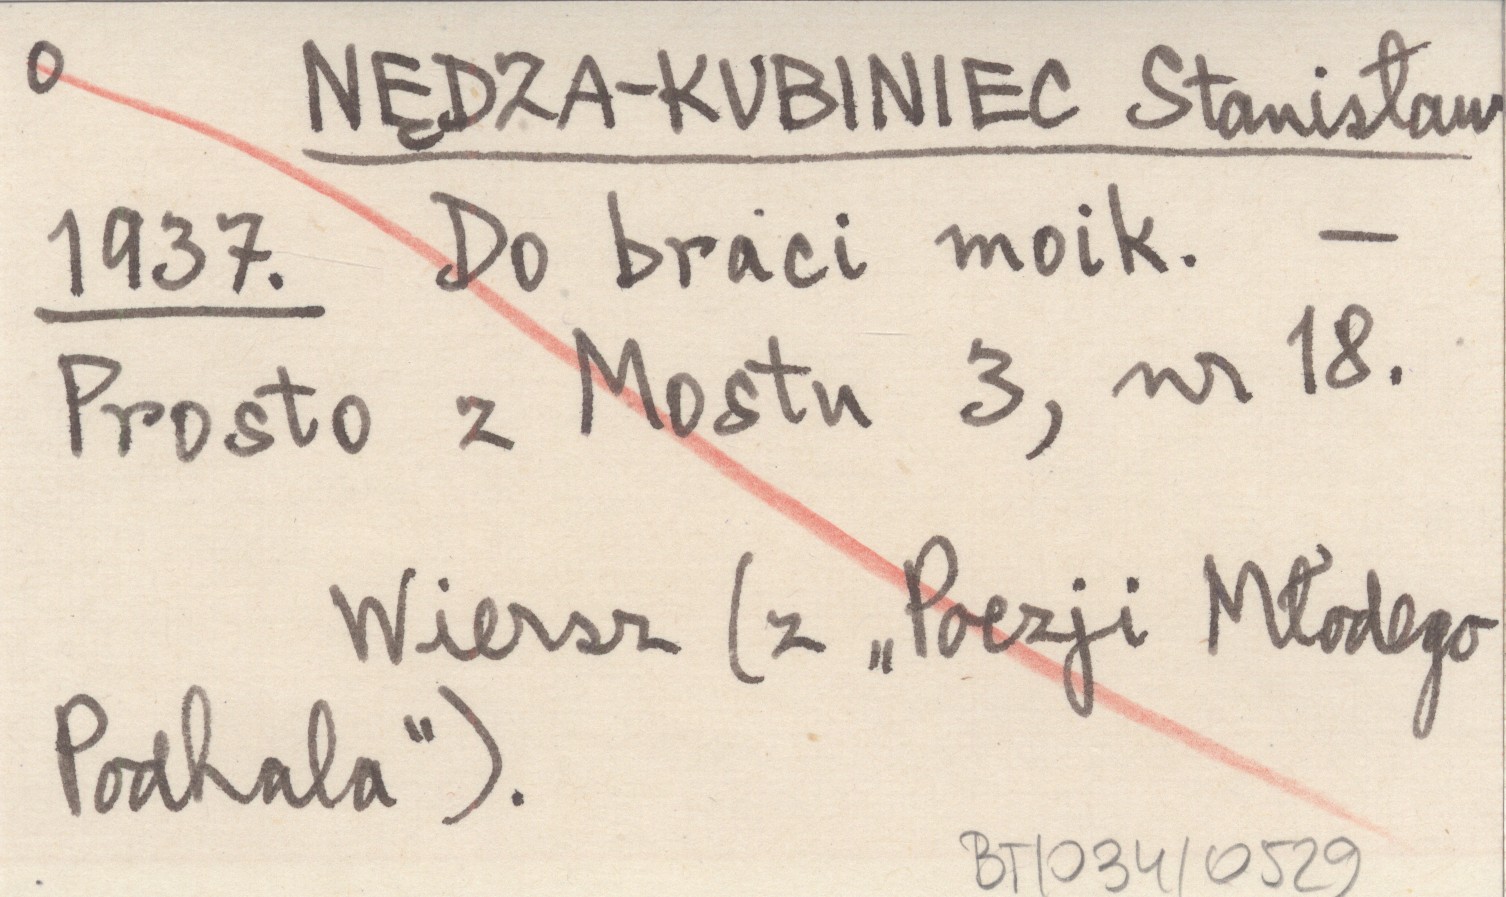 o NĘDZA-KUBINIEC Stanisław
1937. Do braci moik. —
Prosto z Mostu 3, nr 18.
Wiersz (z „Poezji Młodego
Podhala").
BT/034/0529